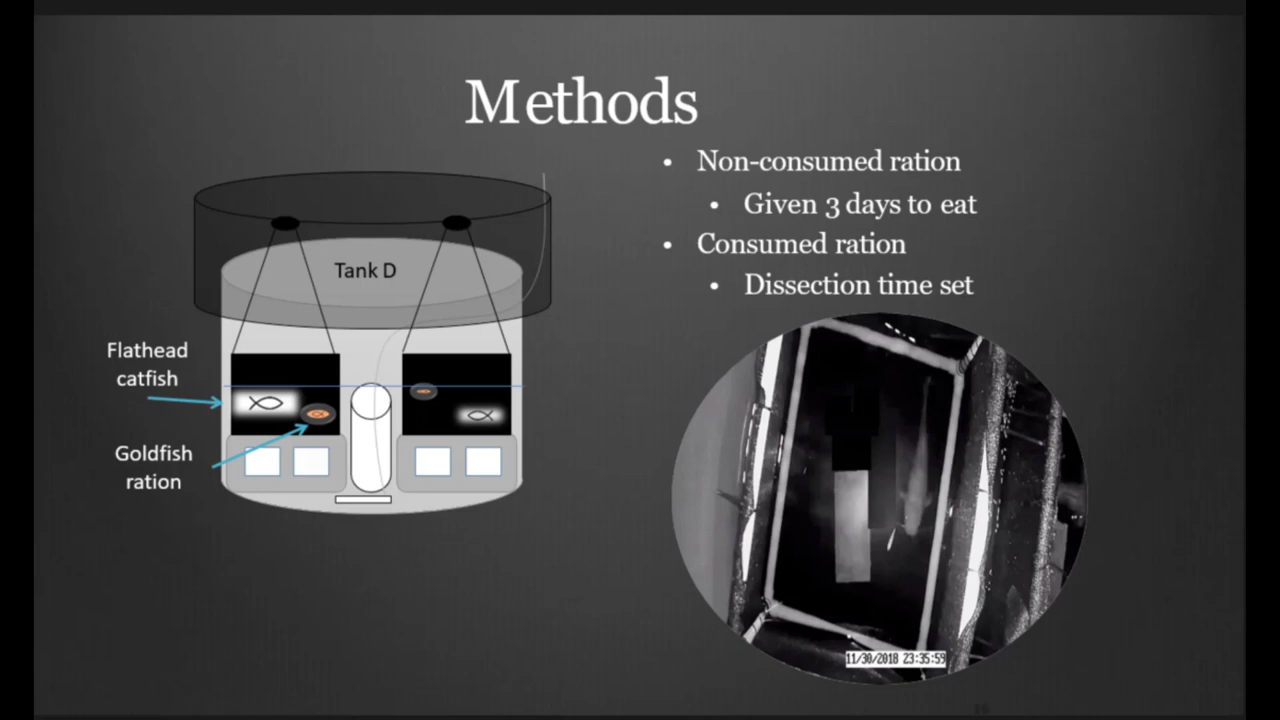 Methods
Tank D
Flathead
catfish
Goldfish
ration
• Non-consumed ration
• Given 3 days to eat
• Consumed ration
• Dissection time set
11/30/2018 23:35:59